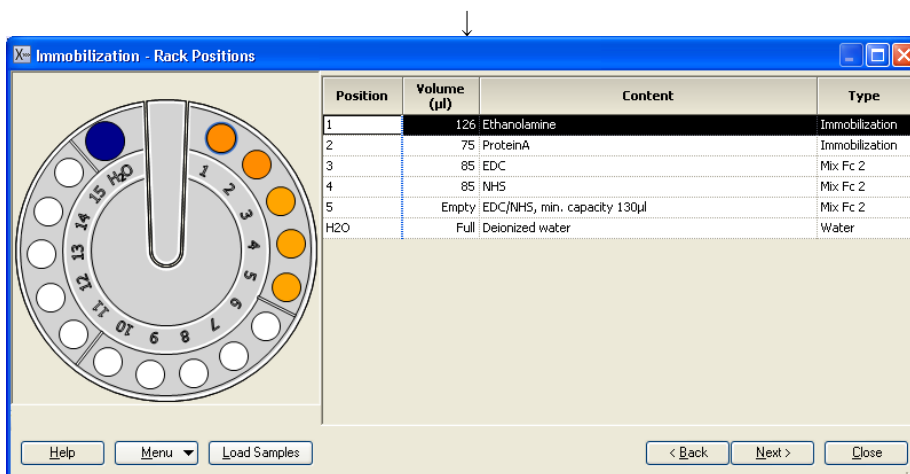 ↓
X Immobilization - Rack Positions
Position Volume (µl) Content Type
1 126 Ethanolamine Immobilization
2 75 ProteinA Immobilization
3 85 EDC Mix Fc 2
4 85 NHS Mix Fc 2
5 Empty EDC/NHS, min. capacity 130µl Mix Fc 2
H2O Full Deionized water Water
H2O 1 2 3 4 5 6 7 8 9 10 11 12 13 14 15
Help Menu ▼ Load Samples < Back Next > Close